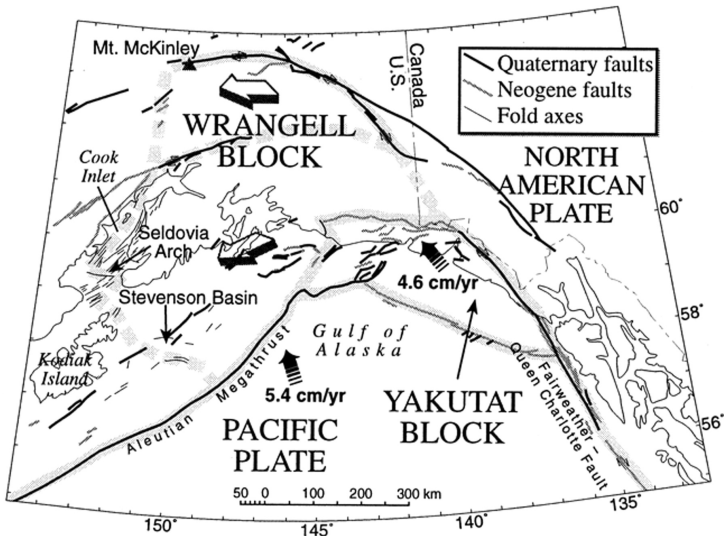 Mt. McKinley
Canada
U.S.
Quaternary faults
Neogene faults
Fold axes
WRANGELL
BLOCK
NORTH
AMERICAN
PLATE
Cook
Inlet
60°
Seldovia
Arch
4.6 cm/yr
Stevenson Basin
58°
Gulf of
Alaska
Kodiak
Island
Aleutian Megathrust
5.4 cm/yr
YAKUTAT
BLOCK
Fairweather –
Queen Charlotte Fault
PACIFIC
PLATE
56°
50 0 100 200 300 km
150°
145°
140°
135°